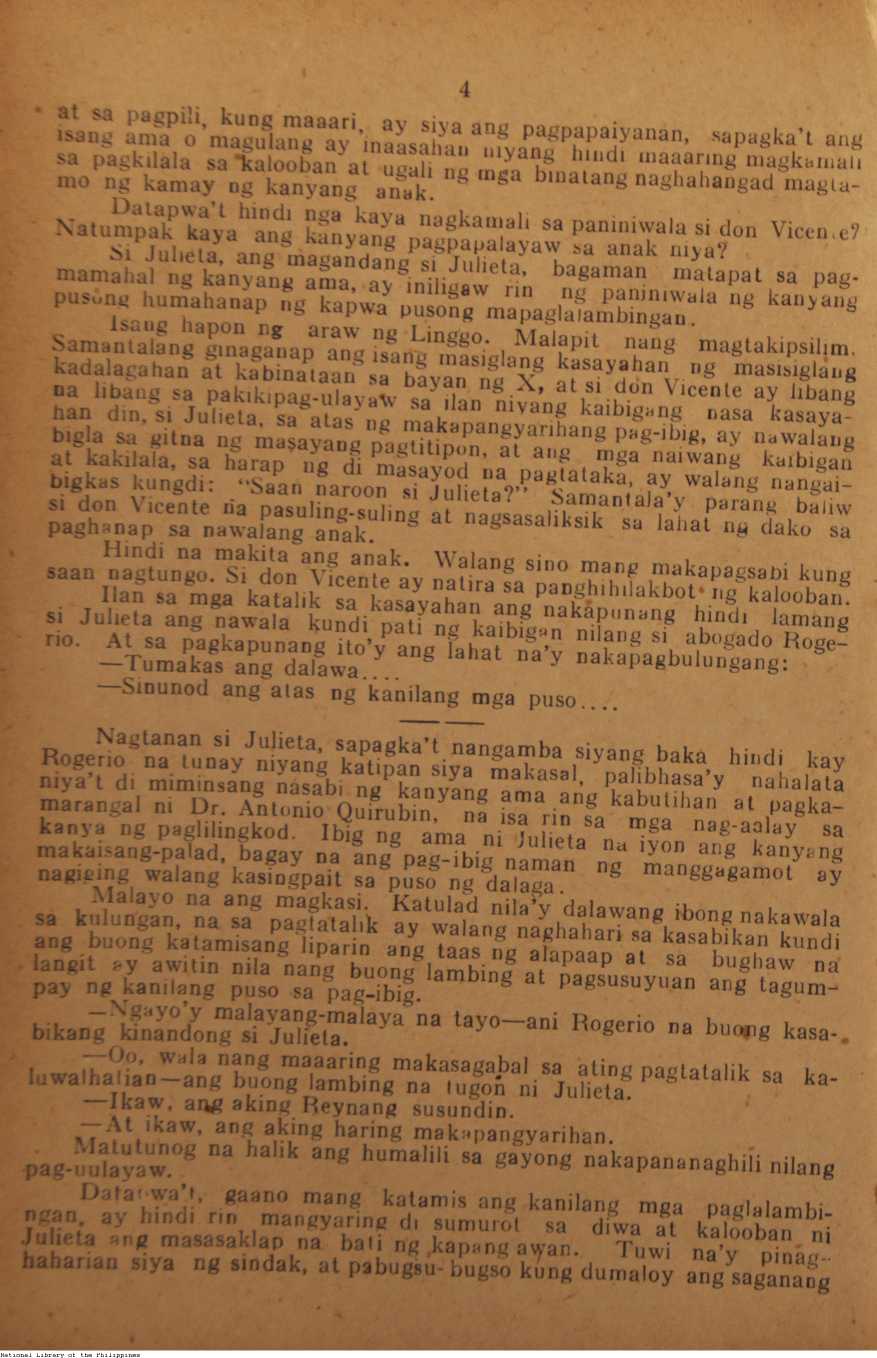 4
at sa pagpili, kung maaari, ay siya ang pagpapaiyanan, sapagka't ang
isang ama o magulang ay inaasahan niyang hindi maaaring magkamali
sa pagkilala sa kalooban at ugali ng mga binatang naghahangad magta-
mo ng kamay ng kanyang anak.
Datapwa't hindi nga kaya nagkamali sa paniniwala si don Vicen.e?
Natumpak kaya ang kanyang pagpapalayaw sa anak niya?
Si Julieta, ang magandang si Julieta, bagaman matapat sa pag-
mamahal ng kanyang ama, ay iniligaw rin ng paniniwala ng kanyang
pusong humahanap ng kapwa pusong mapaglalambingan.
Isang hapon ng araw ng Linggo. Malapit nang magtakipsilim.
Samantalang ginaganap ang isang masiglang kasayahan ng masisiglang
kadalagahan at kabinataan sa bayan ng X, at si don Vicente ay libang
na libang sa pakikipag-ulayaw sa ilan niyang kaibigang nasa kasaya-
han din, si Julieta, sa atas ng makapangyarihang pag-ibig, ay nawalang
bigla sa gitna ng masayang pagtitipon, at ang mga naiwang kaibigan
at kakilala, sa harap ng di masayod na pagtataka, ay walang nangai-
bigkas kungdi: "Saan naroon si Julieta?" Samantala'y parang baliw
si don Vicente na pasuling-suling at nagsasaliksik sa lahat ng dako sa
paghanap sa nawalang anak.
Hindi na makita ang anak. Walang sino mang makapagsabi kung
saan nagtungo. Si don Vicente ay natira sa panghihilakbot ng kalooban.
Ilan sa mga katalik sa kasayahan ang nakapunang hindi lamang
si Julieta ang nawala kundi pati ng kaibigan nilang si abogado Roge-
rio. At sa pagkapunang ito'y ang lahat na'y nakapagbulungang:
—Tumakas ang dalawa....
—Sinunod ang atas ng kanilang mga puso....
Nagtanan si Julieta, sapagka't nangamba siyang baka hindi kay
Rogerio na tunay niyang katipan siya makasal, palibhasa'y nahalata
niya't di miminsang nasabi ng kanyang ama ang kabutihan at pagka-
marangal ni Dr. Antonio Quirubin, na isa rin sa mga nag-aalay sa
kanya ng paglilingkod. Ibig ng ama ni Julieta na iyon ang kanyang
makaisang-palad, bagay na ang pag-ibig naman ng manggagamot ay
nagiging walang kasingpait sa puso ng dalaga.
Malayo na ang magkasi. Katulad nila'y dalawang ibong nakawala
sa kulungan, na sa pagtatalik ay walang naghahari sa kasabikan kundi
ang buong katamisang liparin ang taas ng alapaap at sa bughaw na
langit ay awitin nila nang buong lambing at pagsusuyuan ang tagum-
pay ng kanilang puso sa pag-ibig.
—Ngayo'y malayang-malaya na tayo—ani Rogerio na buong kasa-
bikang kinandong si Julieta.
—Oo, wala nang maaaring makasagabal sa ating pagtatalik sa ka-
luwalhatian—ang buong lambing na tugon ni Julieta.
—Ikaw, ang aking Reynang susundin.
—At ikaw, ang aking haring makapangyarihan.
Matutunog na halik ang humalili sa gayong nakapananaghili nilang
pag-uulayaw.
Datapwa't, gaano mang katamis ang kanilang mga paglalambi-
ngan, ay hindi rin mangyaring di sumurot sa diwa at kalooban ni
Julieta ang masasaklap na bati ng kapangawan. Tuwi na'y pinag-
haharian siya ng sindak, at pabugsu-bugso kung dumaloy ang saganang
National Library of the Philippines